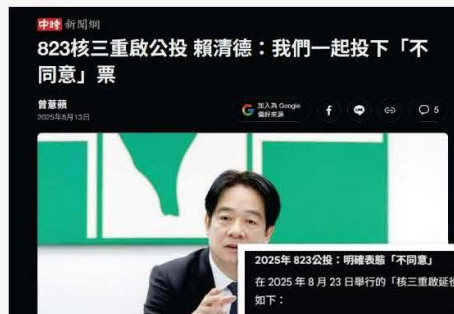 中時 新聞網
823核三重啟公投 賴清德：我們一起投下「不
同意」票
曾薏蘋
2025年8月13日
加入為 Google
偏好來源
5
2025年 823公投：明確表態「不同意」
在 2025 年 8 月 23 日舉行的「核三重啟延役
如下：